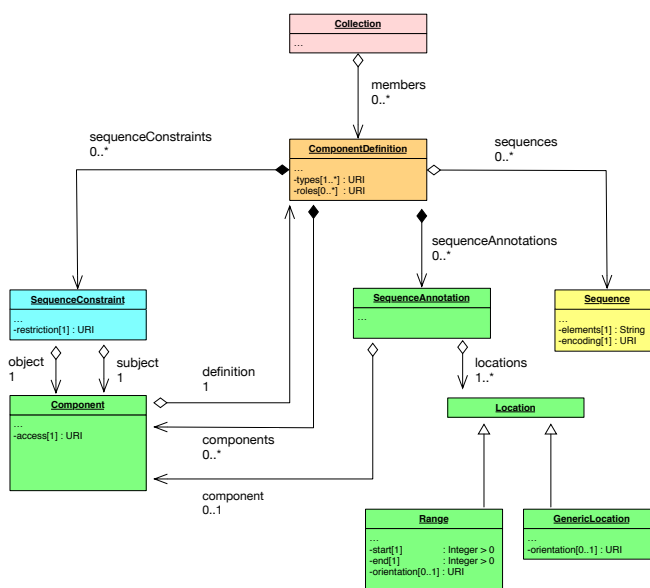 Collection
...
members
0..*
sequenceConstraints
0..*
ComponentDefinition
...
-types[1..*] : URI
-roles[0..*] : URI
sequences
0..*
sequenceAnnotations
0..*
SequenceConstraint
...
-restriction[1] : URI
SequenceAnnotation
...
Sequence
...
-elements[1] : String
-encoding[1] : URI
object
1
subject
1
definition
1
locations
1..*
Component
...
-access[1] : URI
Location
components
0..*
component
0..1
Range
...
-start[1] : Integer > 0
-end[1] : Integer > 0
-orientation[0..1] : URI
GenericLocation
...
-orientation[0..1] : URI